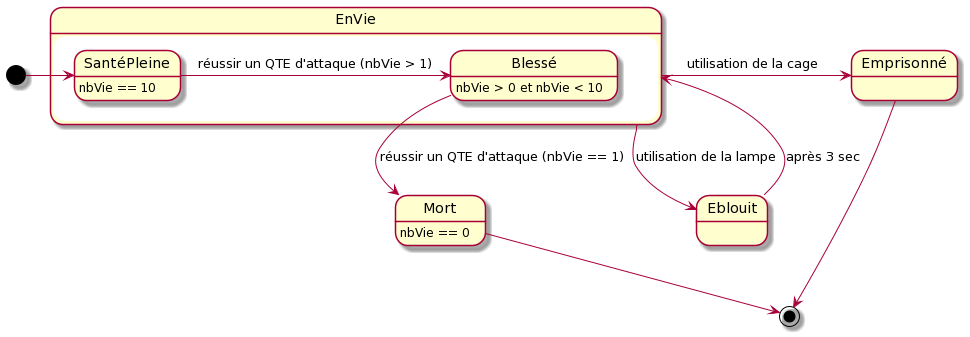 EnVie
SantéPleine
nbVie == 10
réussir un QTE d'attaque (nbVie > 1)
Blessé
nbVie > 0 et nbVie < 10
utilisation de la cage
Emprisonné
réussir un QTE d'attaque (nbVie == 1)
utilisation de la lampe
après 3 sec
Mort
nbVie == 0
Eblouit